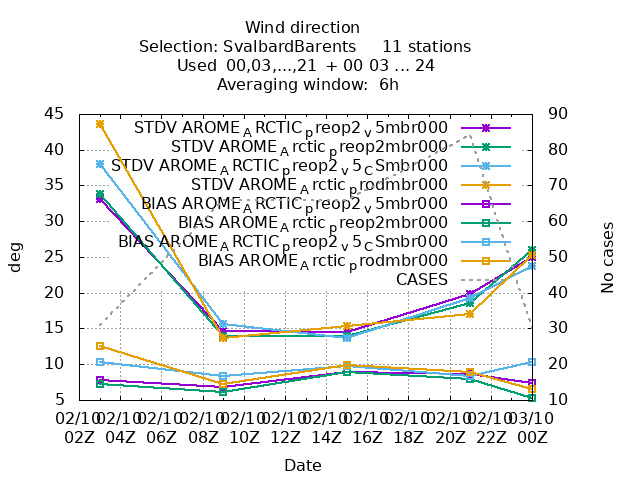 Wind direction
Selection: SvalbardBarents 11 stations
Used 00,03,...,21 + 00 03 ... 24
Averaging window: 6h
45 90
STDV AROME_ARCTIC_preop2_v5mbr000
STDV AROME_Arctic_preop2mbr000
40 80
STDV AROME_ARCTIC_preop2_v5_CSmbr000
STDV AROME_Arctic_prodmbr000
35 70
BIAS AROME_ARCTIC_preop2_v5mbr000
BIAS AROME_Arctic_preop2mbr000
30 60
BIAS AROME_ARCTIC_preop2_v5_CSmbr000
BIAS AROME_Arctic_prodmbr000
25 50
CASES
20 40
15 30
10 20
5 10
deg
No cases
02/10 02/10 02/10 02/10 02/10 02/10 02/10 02/10 02/10 02/10 02/10 03/10
02Z 04Z 06Z 08Z 10Z 12Z 14Z 16Z 18Z 20Z 22Z 00Z
Date